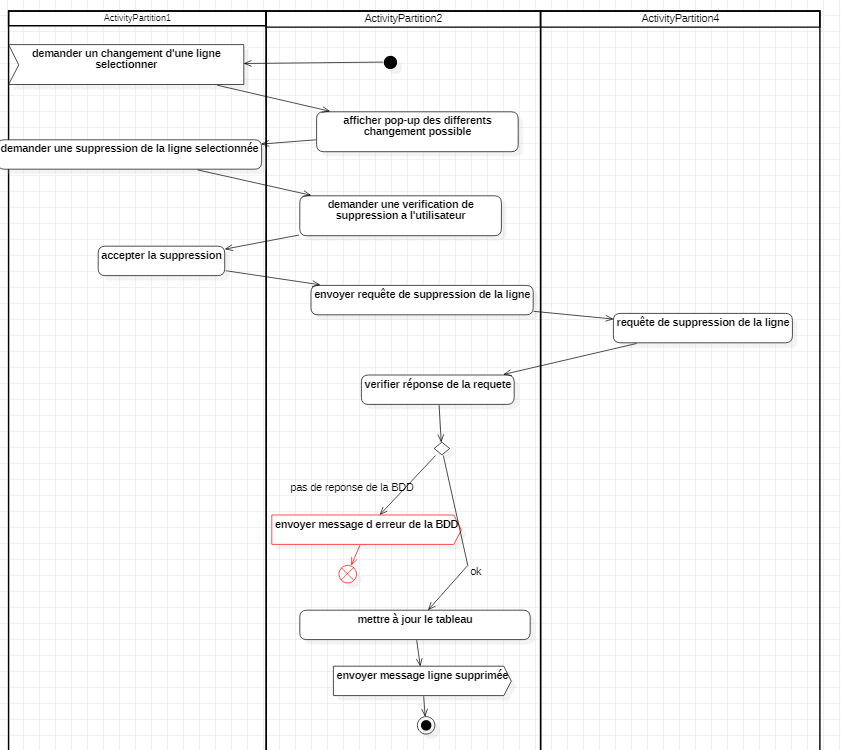 ActivityPartition1
ActivityPartition2
ActivityPartition4
demander un changement d'une ligne
selectionner
afficher pop-up des differents
changement possible
demander une suppression de la ligne selectionnée
demander une verification de
suppression a l'utilisateur
accepter la suppression
envoyer requête de suppression de la ligne
requête de suppression de la ligne
verifier réponse de la requete
pas de reponse de la BDD
envoyer message d erreur de la BDD
ok
mettre à jour le tableau
envoyer message ligne supprimée